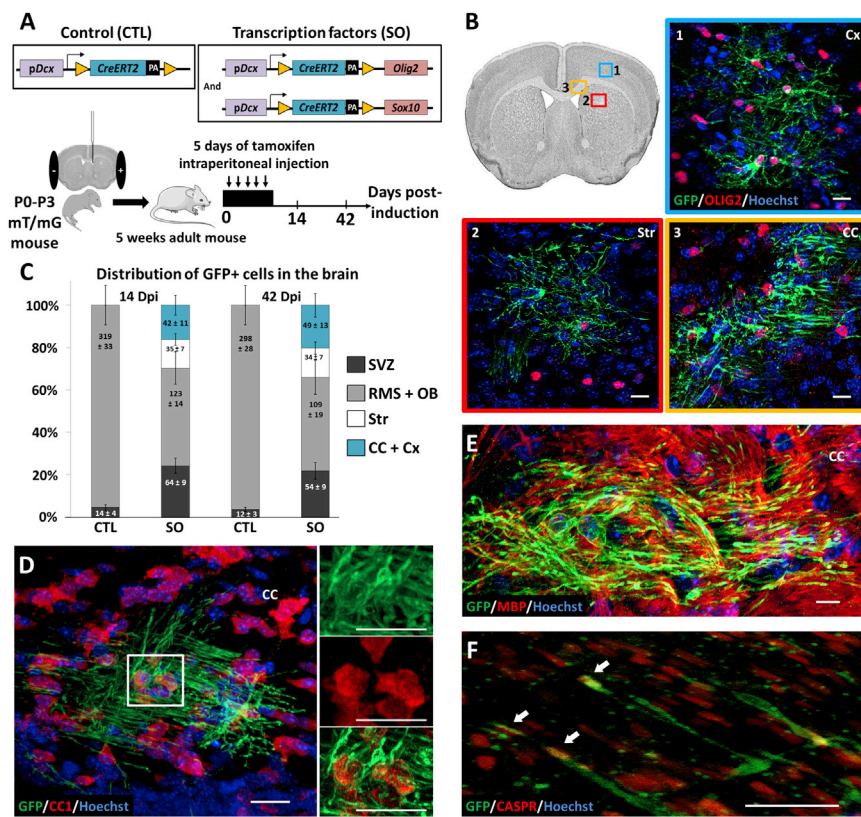 A
Control (CTL)
Transcription factors (SO)
pDcx CreERT2 PA
pDcx CreERT2 PA Olig2
And
pDcx CreERT2 PA Sox10
- +
P0-P3
mT/mG
mouse
5 weeks adult mouse
5 days of tamoxifen
intraperitoneal injection
0 14 42
Days post-
induction
B
1
2
3
1 Cx
GFP/OLIG2/Hoechst
2 Str
3 CC
C
Distribution of GFP+ cells in the brain
14 Dpi 42 Dpi
100%
80%
60%
40%
20%
0%
319
± 33
14 ± 4
42 ± 11
35 ± 7
123
± 14
64 ± 9
298
± 28
12 ± 3
49 ± 13
34 ± 7
109
± 19
54 ± 9
CTL SO CTL SO
SVZ
RMS + OB
Str
CC + Cx
D
CC
GFP/CC1/Hoechst
E
CC
GFP/MBP/Hoechst
F
GFP/CASPR/Hoechst